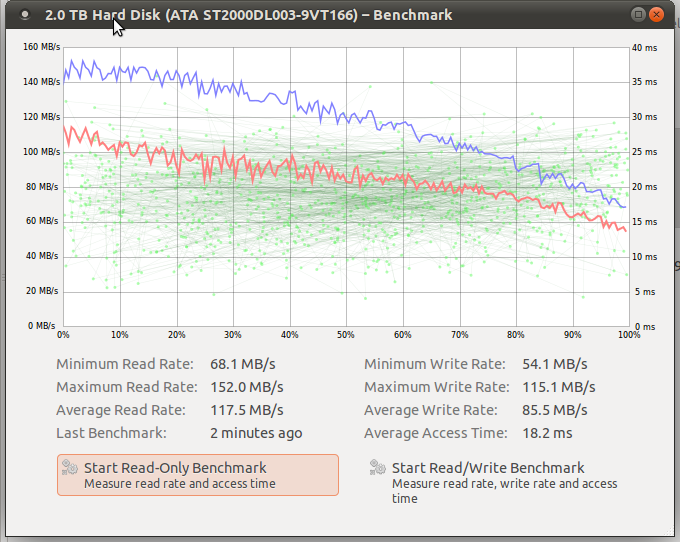 2.0 TB Hard Disk (ATA ST2000DL003-9VT166) – Benchmark
160 MB/s
140 MB/s
120 MB/s
100 MB/s
80 MB/s
60 MB/s
40 MB/s
20 MB/s
0 MB/s
40 ms
35 ms
30 ms
25 ms
20 ms
15 ms
10 ms
5 ms
0 ms
0% 10% 20% 30% 40% 50% 60% 70% 80% 90% 100%
Minimum Read Rate: 68.1 MB/s Minimum Write Rate: 54.1 MB/s
Maximum Read Rate: 152.0 MB/s Maximum Write Rate: 115.1 MB/s
Average Read Rate: 117.5 MB/s Average Write Rate: 85.5 MB/s
Last Benchmark: 2 minutes ago Average Access Time: 18.2 ms
Start Read-Only Benchmark
Measure read rate and access time
Start Read/Write Benchmark
Measure read rate, write rate and access
time